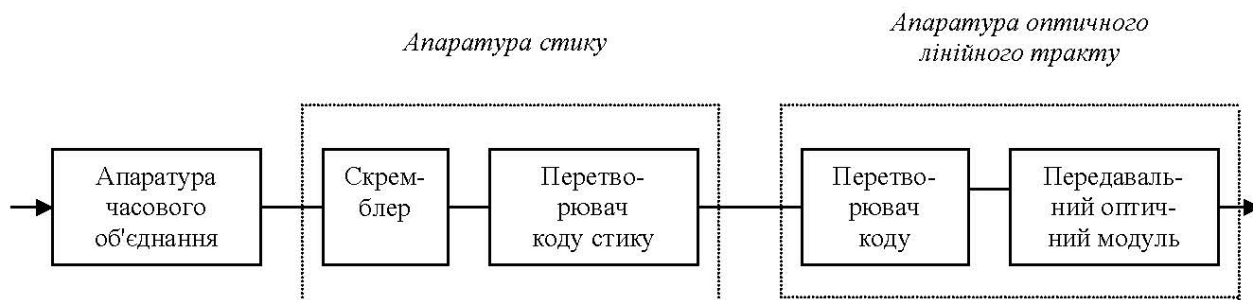 Апаратура стику
Апаратура оптичного
лінійного тракту
Апаратура
часового
об'єднання
Скрем-
блер
Перетво-
рювач
коду стику
Перетво-
рювач
коду
Передаваль-
ний оптич-
ний модуль